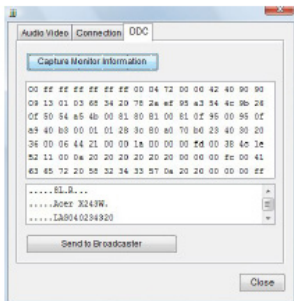 Audio Video Connection DDC
Capture Monitor Information
00 ff ff ff ff ff ff 00 04 72 00 00 42 40 90 90
09 13 01 03 68 34 20 78 2a ef 95 a3 54 4c 9b 26
0f 50 54 a5 4b 00 81 80 81 00 81 0f 95 00 95 0f
a9 40 b3 00 01 01 28 3c 80 a0 70 b0 23 40 30 20
36 00 06 44 21 00 00 1a 00 00 00 fd 00 38 4c 1e
52 11 00 0a 20 20 20 20 20 20 00 00 00 fc 00 41
63 65 72 20 58 32 34 33 57 0a 20 20 00 00 00 ff
.....Acer X243W.
.....LAS040234320
Send to Broadcaster
Close